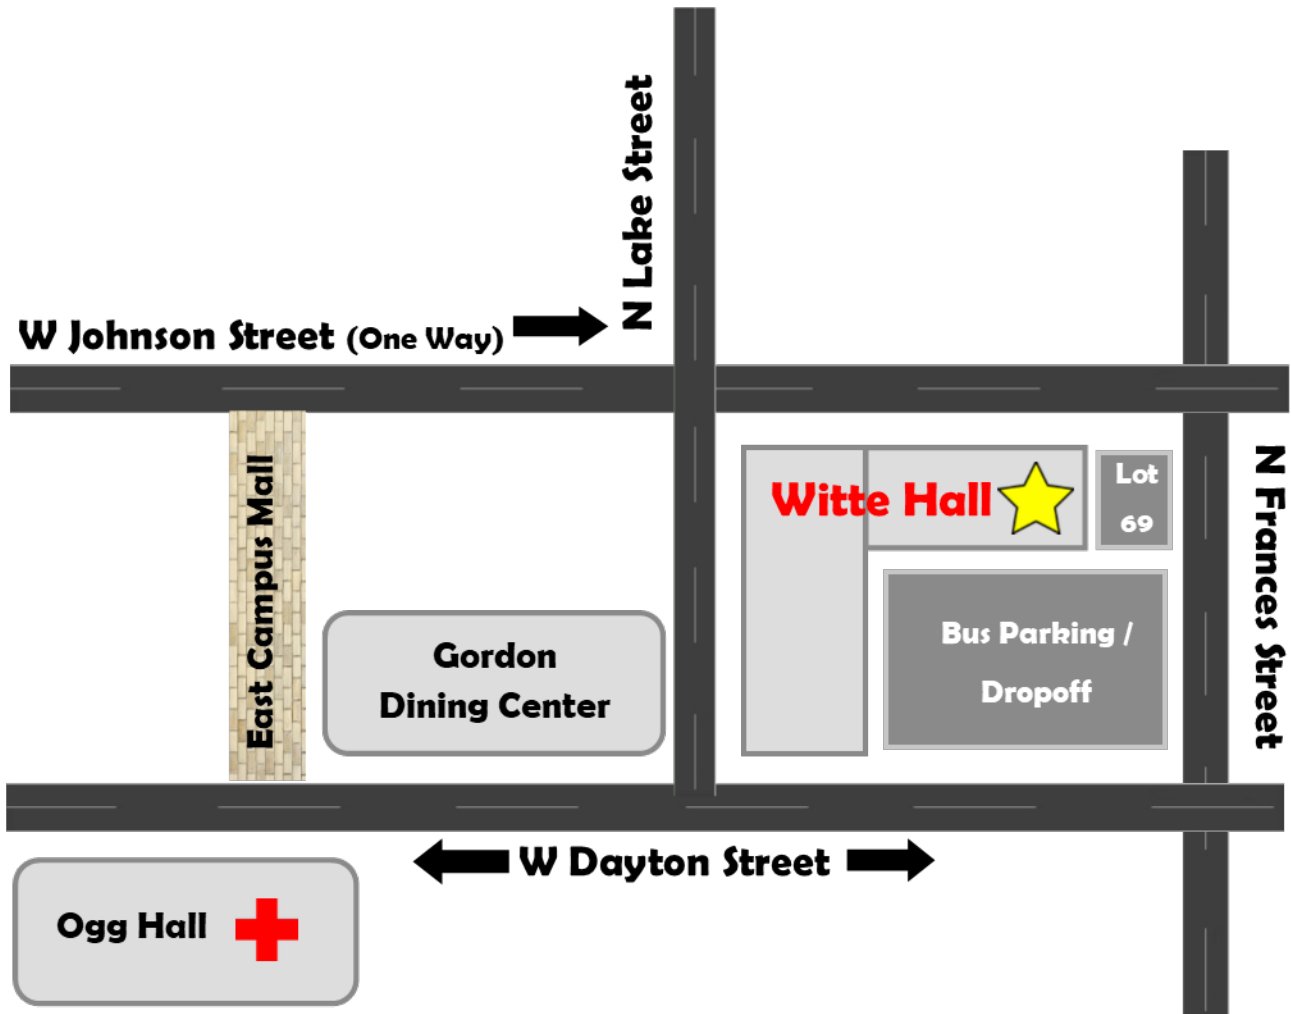 N Lake Street
W Johnson Street (One Way)
East Campus Mall
Witte Hall
Lot
69
N Frances Street
Gordon
Dining Center
Bus Parking /
Dropoff
W Dayton Street
Ogg Hall